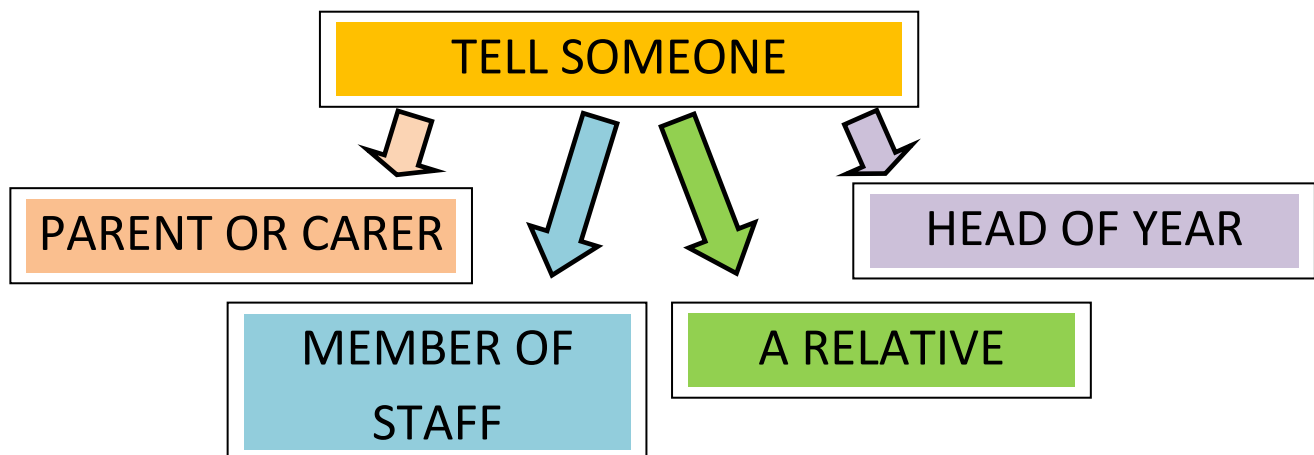 TELL SOMEONE
PARENT OR CARER
HEAD OF YEAR
MEMBER OF
STAFF
A RELATIVE